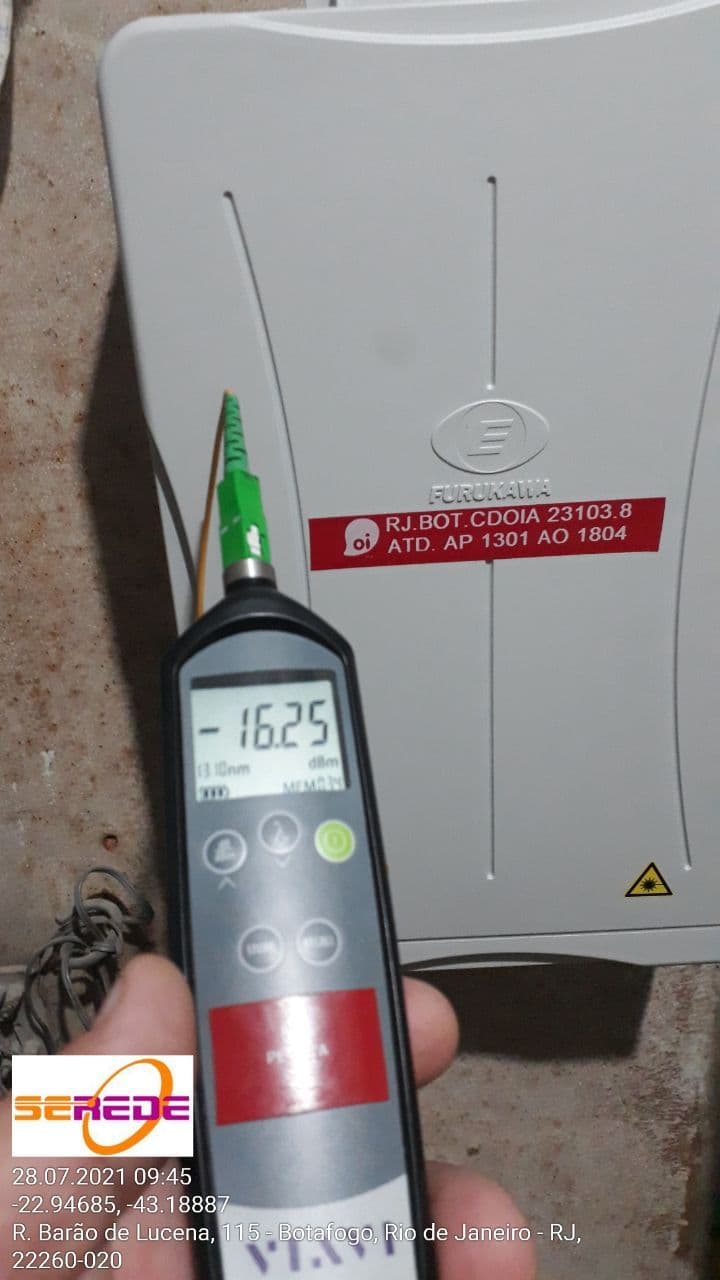 FURUKAWA
oi
RJ.BOT.CDOIA 23103.8
ATD. AP 1301 AO 1804
-16.25
1310nm dBm
SEREDE
28.07.2021 09:45
-22.94685, -43.18887
R. Barão de Lucena, 115 - Botafogo, Rio de Janeiro - RJ,
22260-020
VIAVI